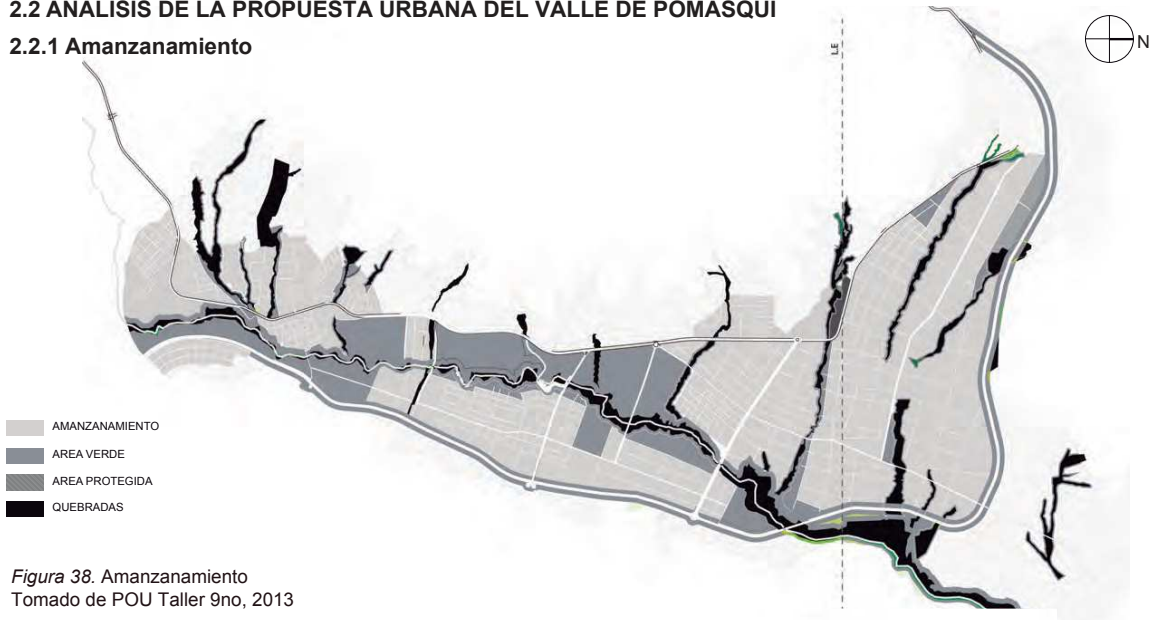 2.2 ANÁLISIS DE LA PROPUESTA URBANA DEL VALLE DE POMASQUI
2.2.1 Amanzanamiento
L.E
N
AMANZANAMIENTO
AREA VERDE
AREA PROTEGIDA
QUEBRADAS
Figura 38. Amanzanamiento
Tomado de POU Taller 9no, 2013